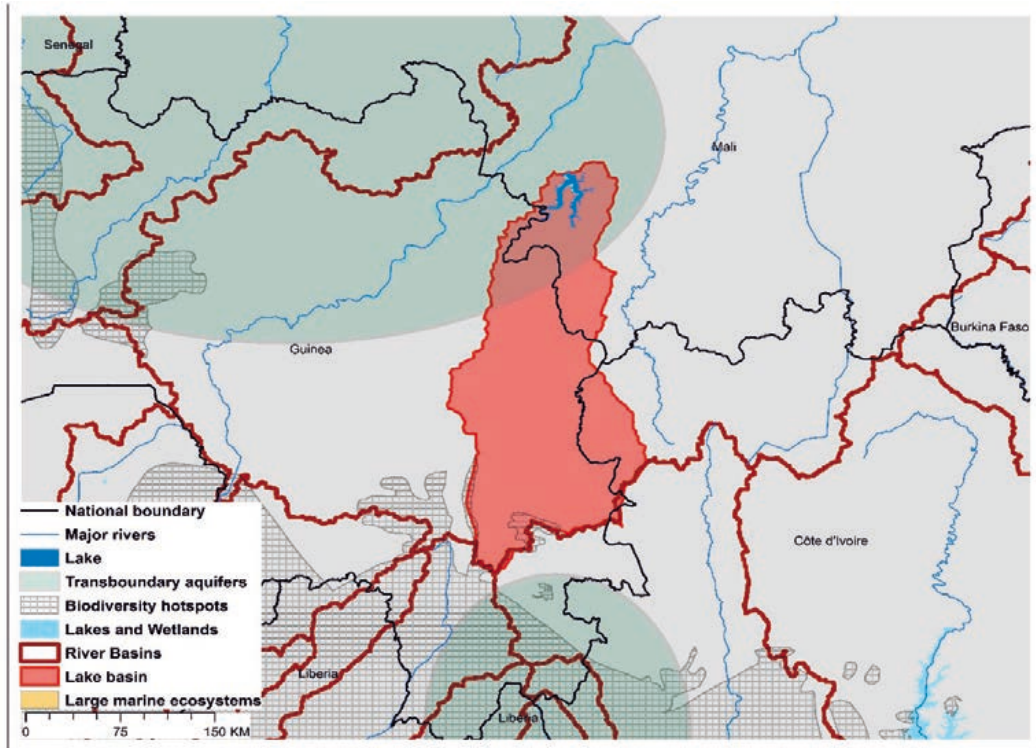 Senegal
Mali
Burkina Faso
Guinea
Côte d'Ivoire
Liberia
Liberia
National boundary
Major rivers
Lake
Transboundary aquifers
Biodiversity hotspots
Lakes and Wetlands
River Basins
Lake basin
Large marine ecosystems
0 75 150 KM